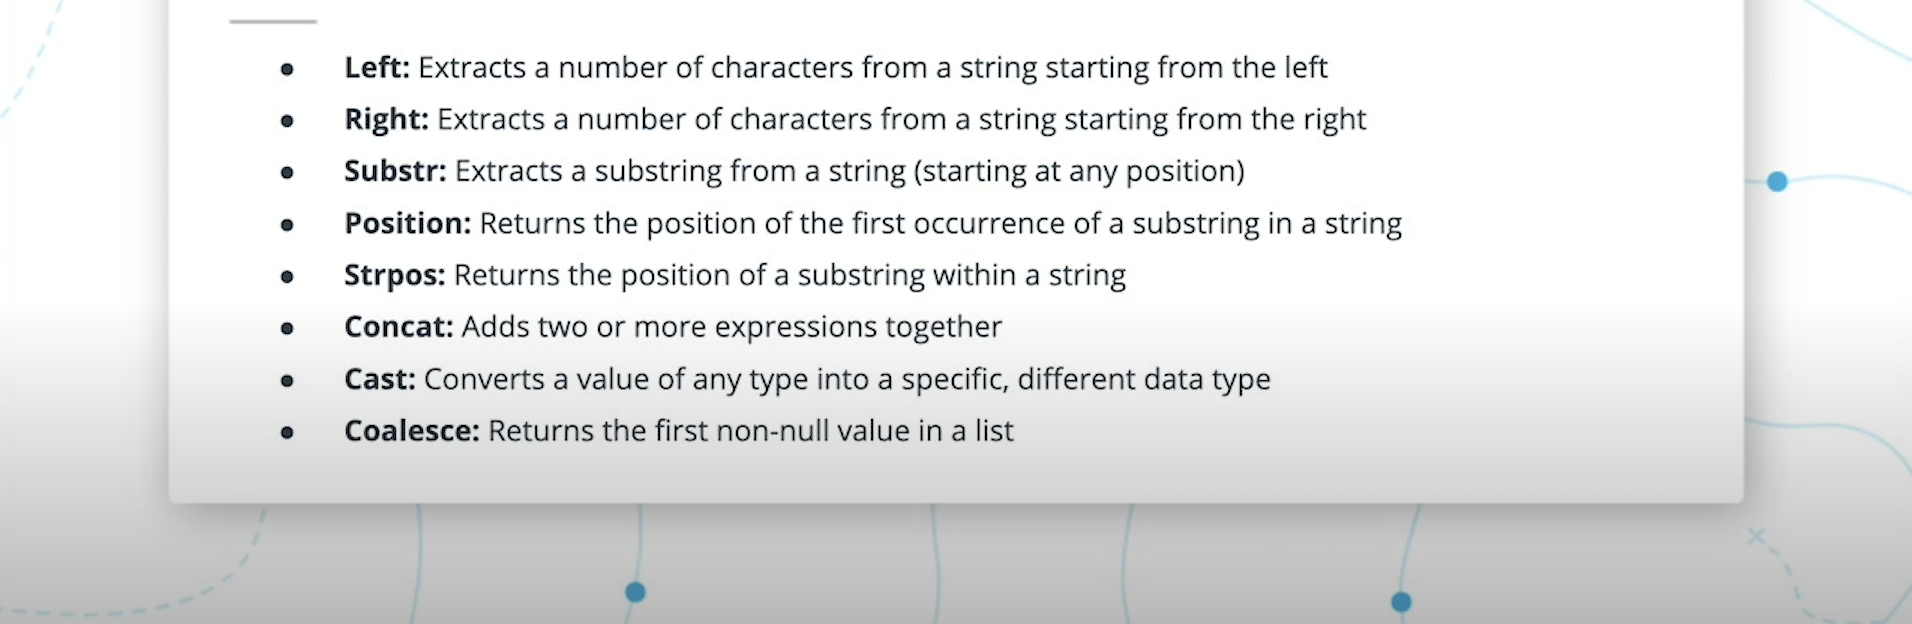 • Left: Extracts a number of characters from a string starting from the left
• Right: Extracts a number of characters from a string starting from the right
• Substr: Extracts a substring from a string (starting at any position)
• Position: Returns the position of the first occurrence of a substring in a string
• Strpos: Returns the position of a substring within a string
• Concat: Adds two or more expressions together
• Cast: Converts a value of any type into a specific, different data type
• Coalesce: Returns the first non-null value in a list